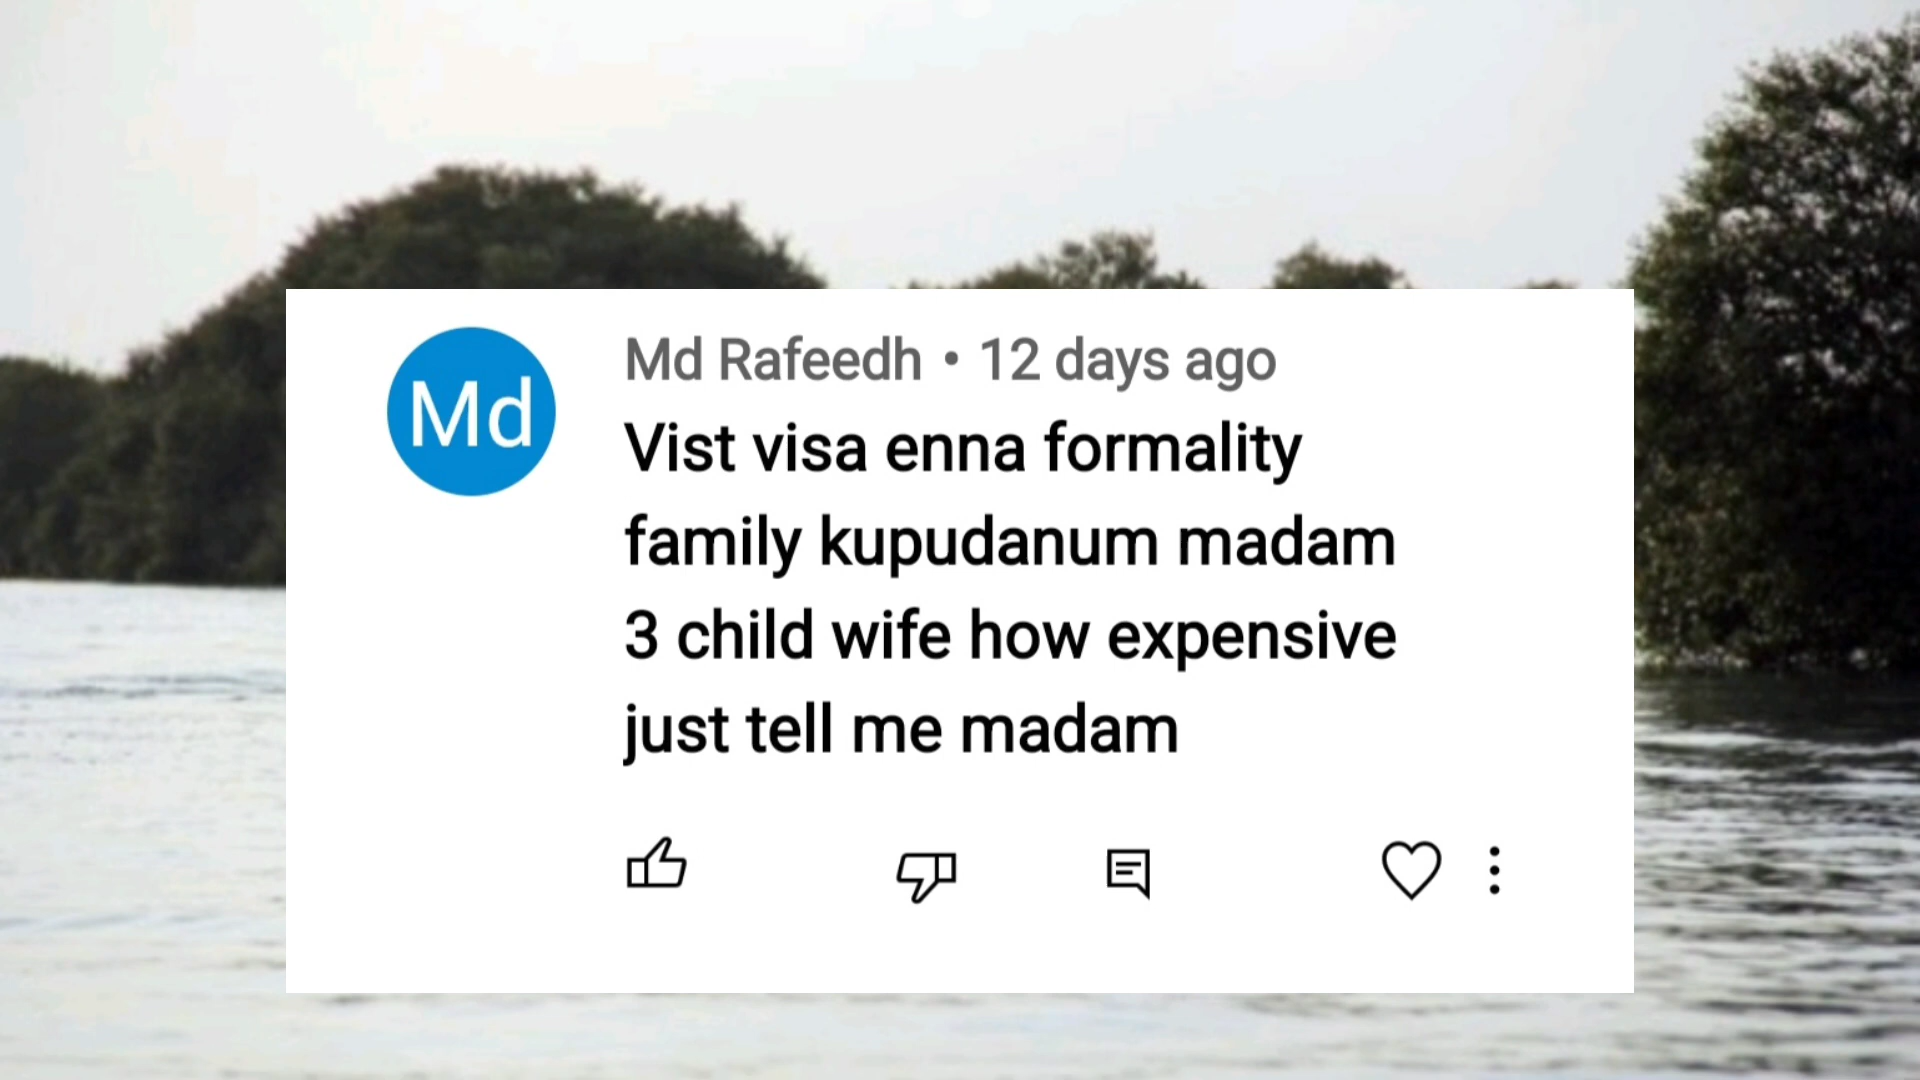 Md
Md Rafeedh • 12 days ago
Vist visa enna formality
family kupudanum madam
3 child wife how expensive
just tell me madam